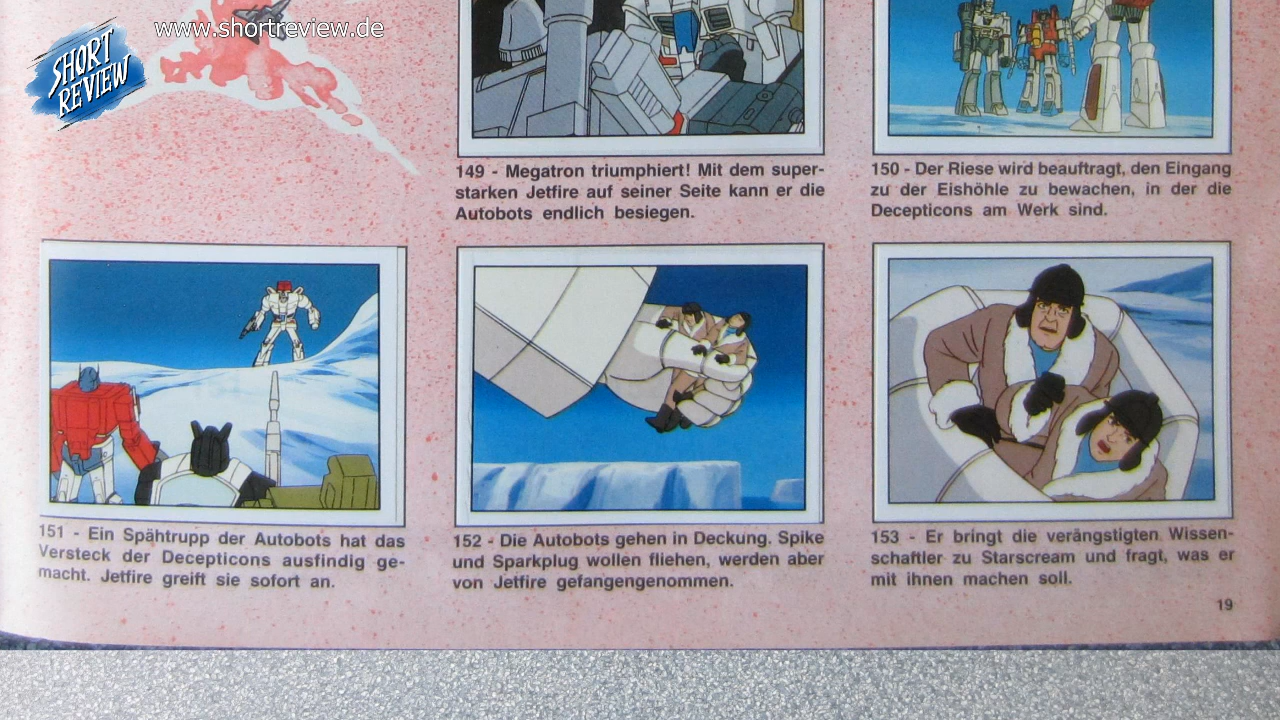 SHORT
REVIEW
www.shortreview.de
149 - Megatron triumphiert! Mit dem super-
starken Jetfire auf seiner Seite kann er die
Autobots endlich besiegen.
150 - Der Riese wird beauftragt, den Eingang
zu der Eishöhle zu bewachen, in der die
Decepticons am Werk sind.
151 - Ein Spähtrupp der Autobots hat das
Versteck der Decepticons ausfindig ge-
macht. Jetfire greift sie sofort an.
152 - Die Autobots gehen in Deckung. Spike
und Sparkplug wollen fliehen, werden aber
von Jetfire gefangengenommen.
153 - Er bringt die verängstigten Wissen-
schaftler zu Starscream und fragt, was er
mit ihnen machen soll.
19